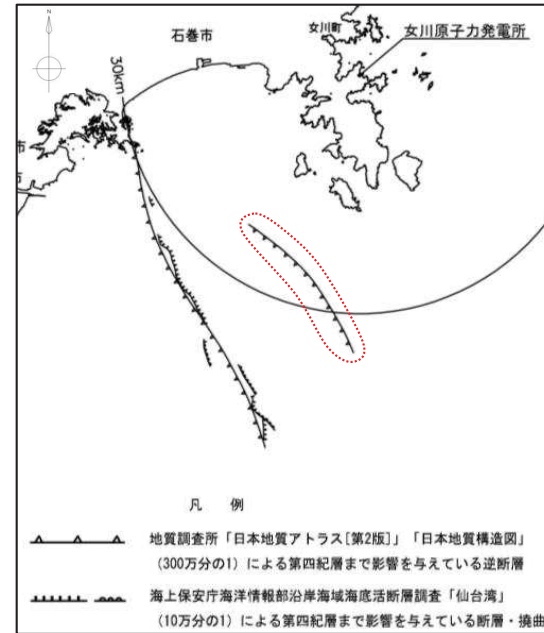 N
石巻市
女川町
女川原子力発電所
30km
市
凡 例
地質調査所「日本地質アトラス[第2版]」「日本地質構造図」
(300万分の1)による第四紀層まで影響を与えている逆断層
海上保安庁海洋情報部沿岸海域海底活断層調査「仙台湾」
(10万分の1)による第四紀層まで影響を与えている断層・撓曲